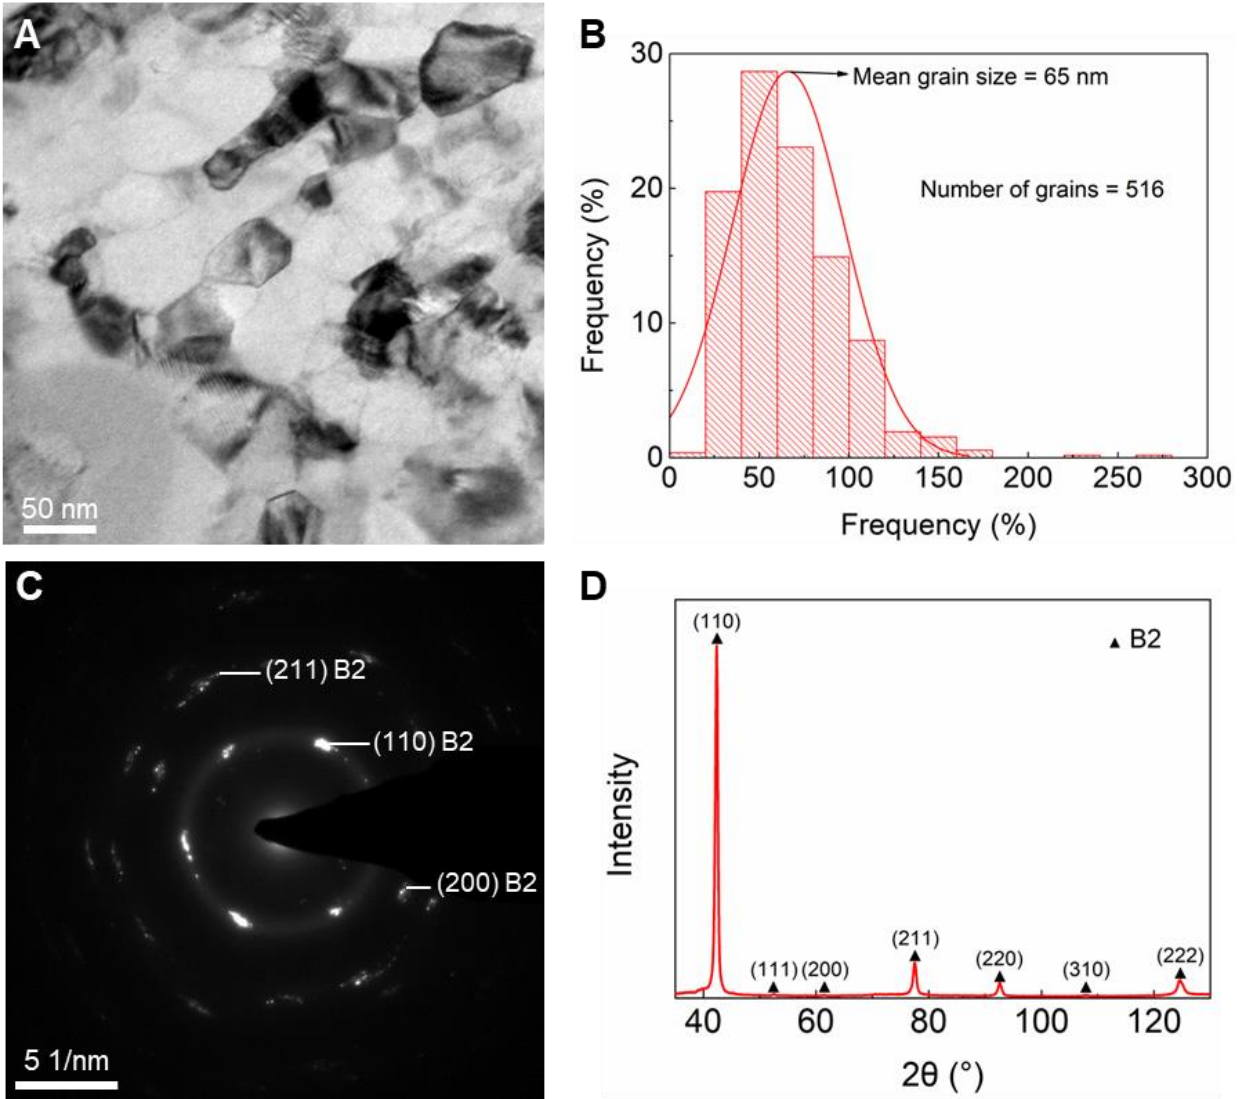 A
50 nm
B
30
20
10
0
Frequency (%)
Mean grain size = 65 nm
Number of grains = 516
0 50 100 150 200 250 300
Frequency (%)
C
(211) B2
(110) B2
(200) B2
5 1/nm
D
(110)
▲ B2
(111) (200) (211) (220) (310) (222)
Intensity
40 60 80 100 120
2θ (°)